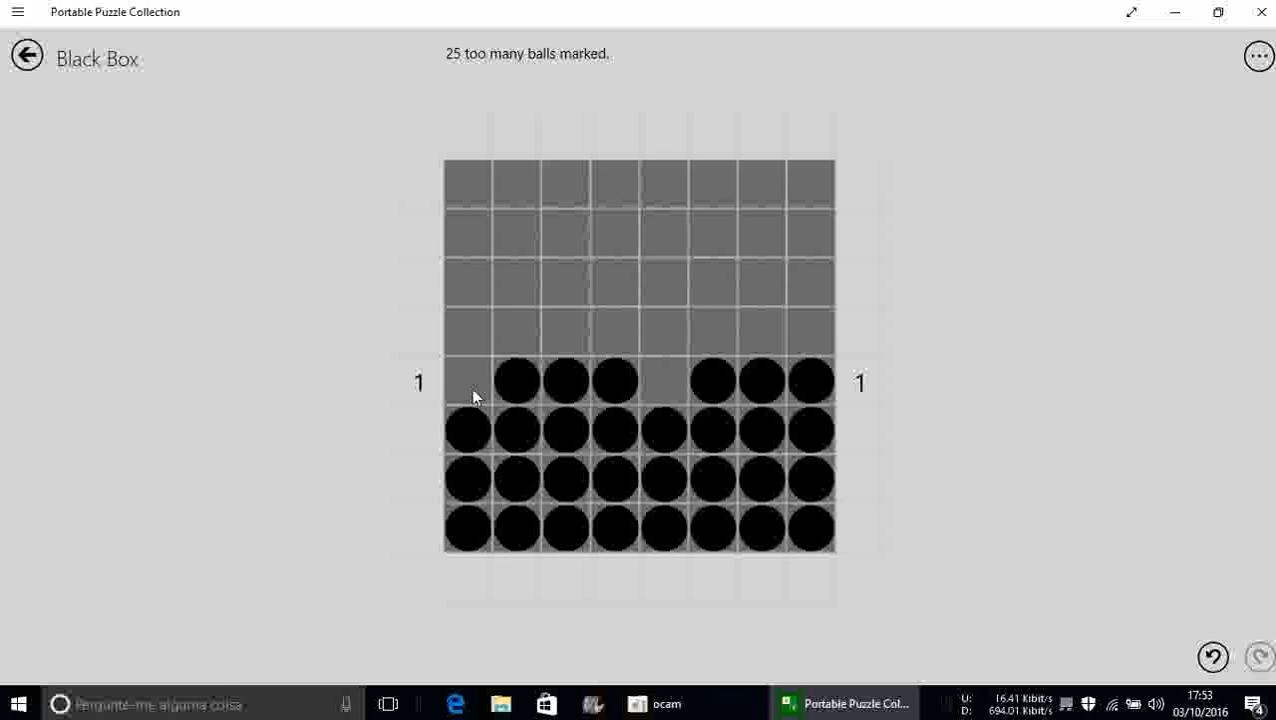 Portable Puzzle Collection
Black Box
25 too many balls marked.
1 1
Pergunte-me alguma coisa
ocam
Portable Puzzle Col...
U: 16.41 Kibit/s
D: 694.01 Kibit/s
17:53
03/10/2016
4